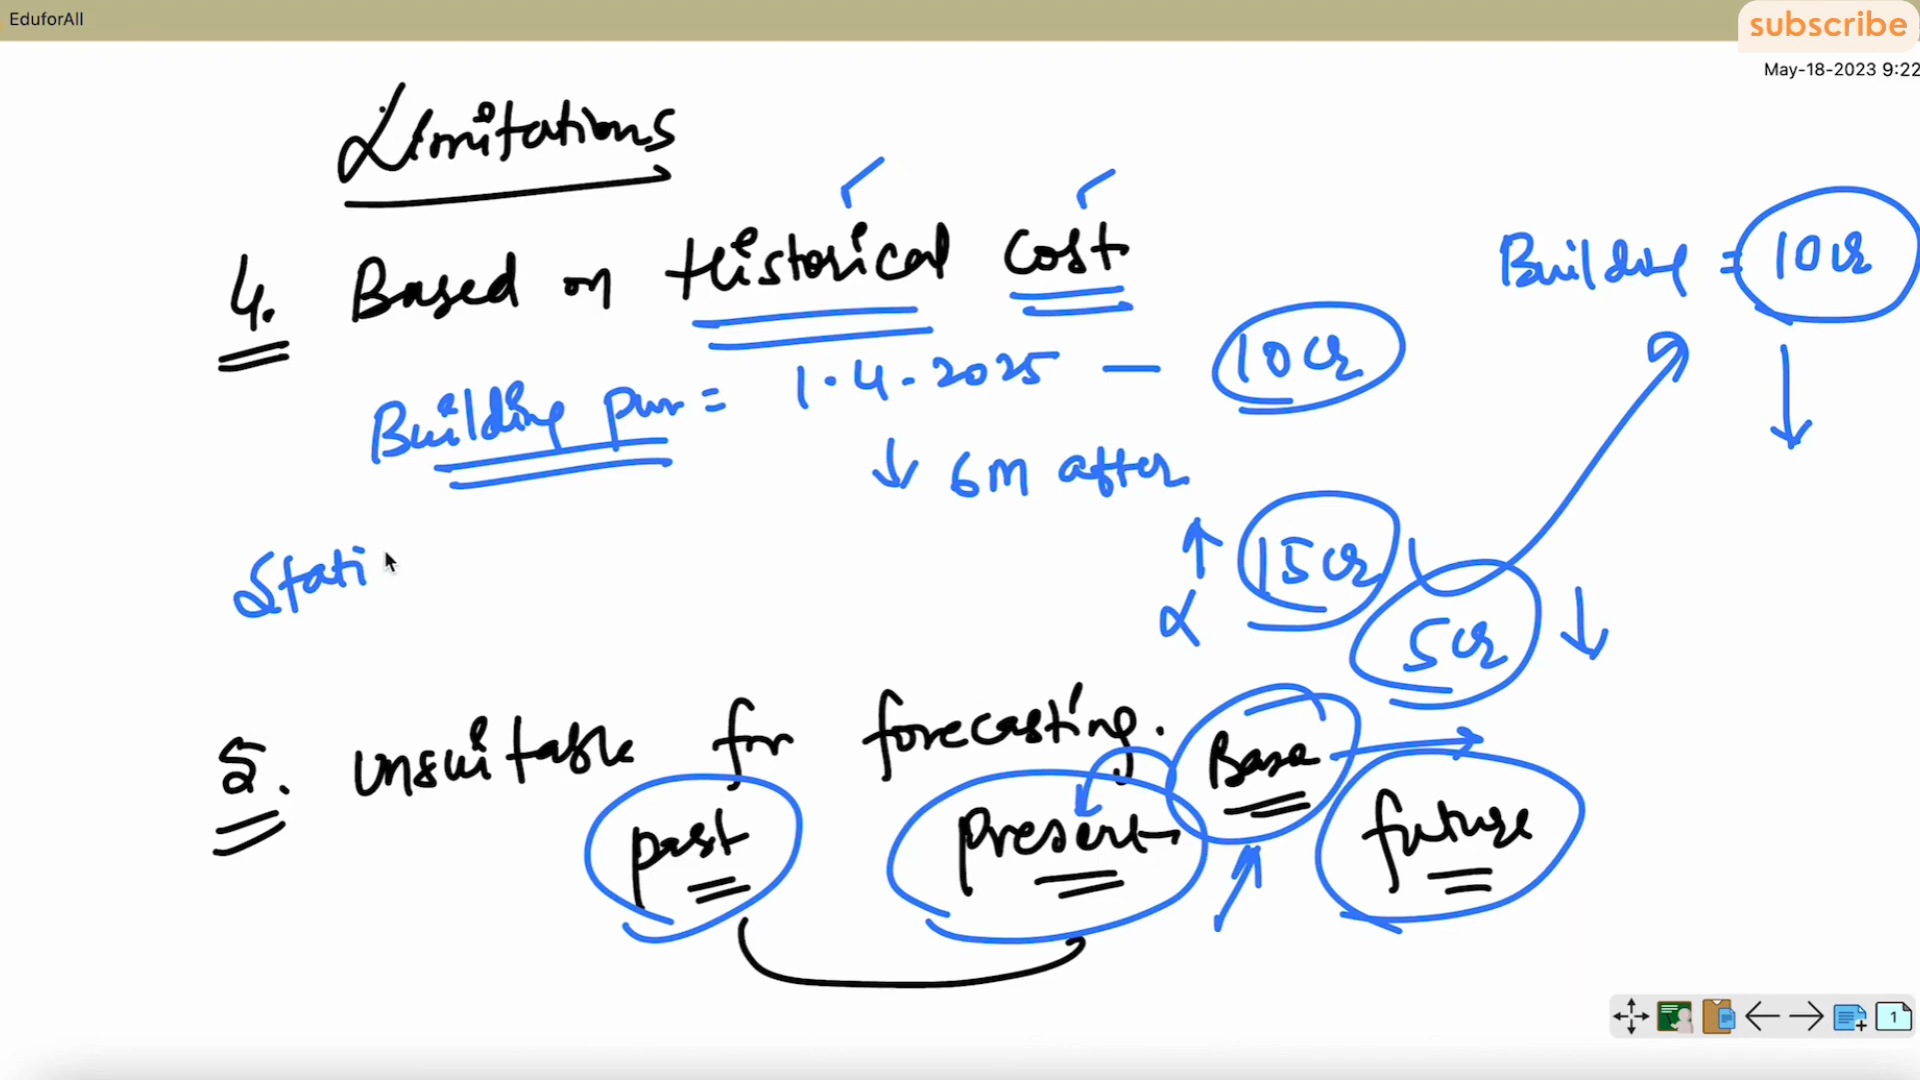 EduforAll
subscribe
May-18-2023 9:22
Limitations
4. Based on Historical Cost
Building = 10 cr
Building pur = 1.4.2025 — 10 cr
↓ 6M after
↑ 15 cr
Stati
5 cr ↓
5. Unsuitable for forecasting.
Base
past present future
1